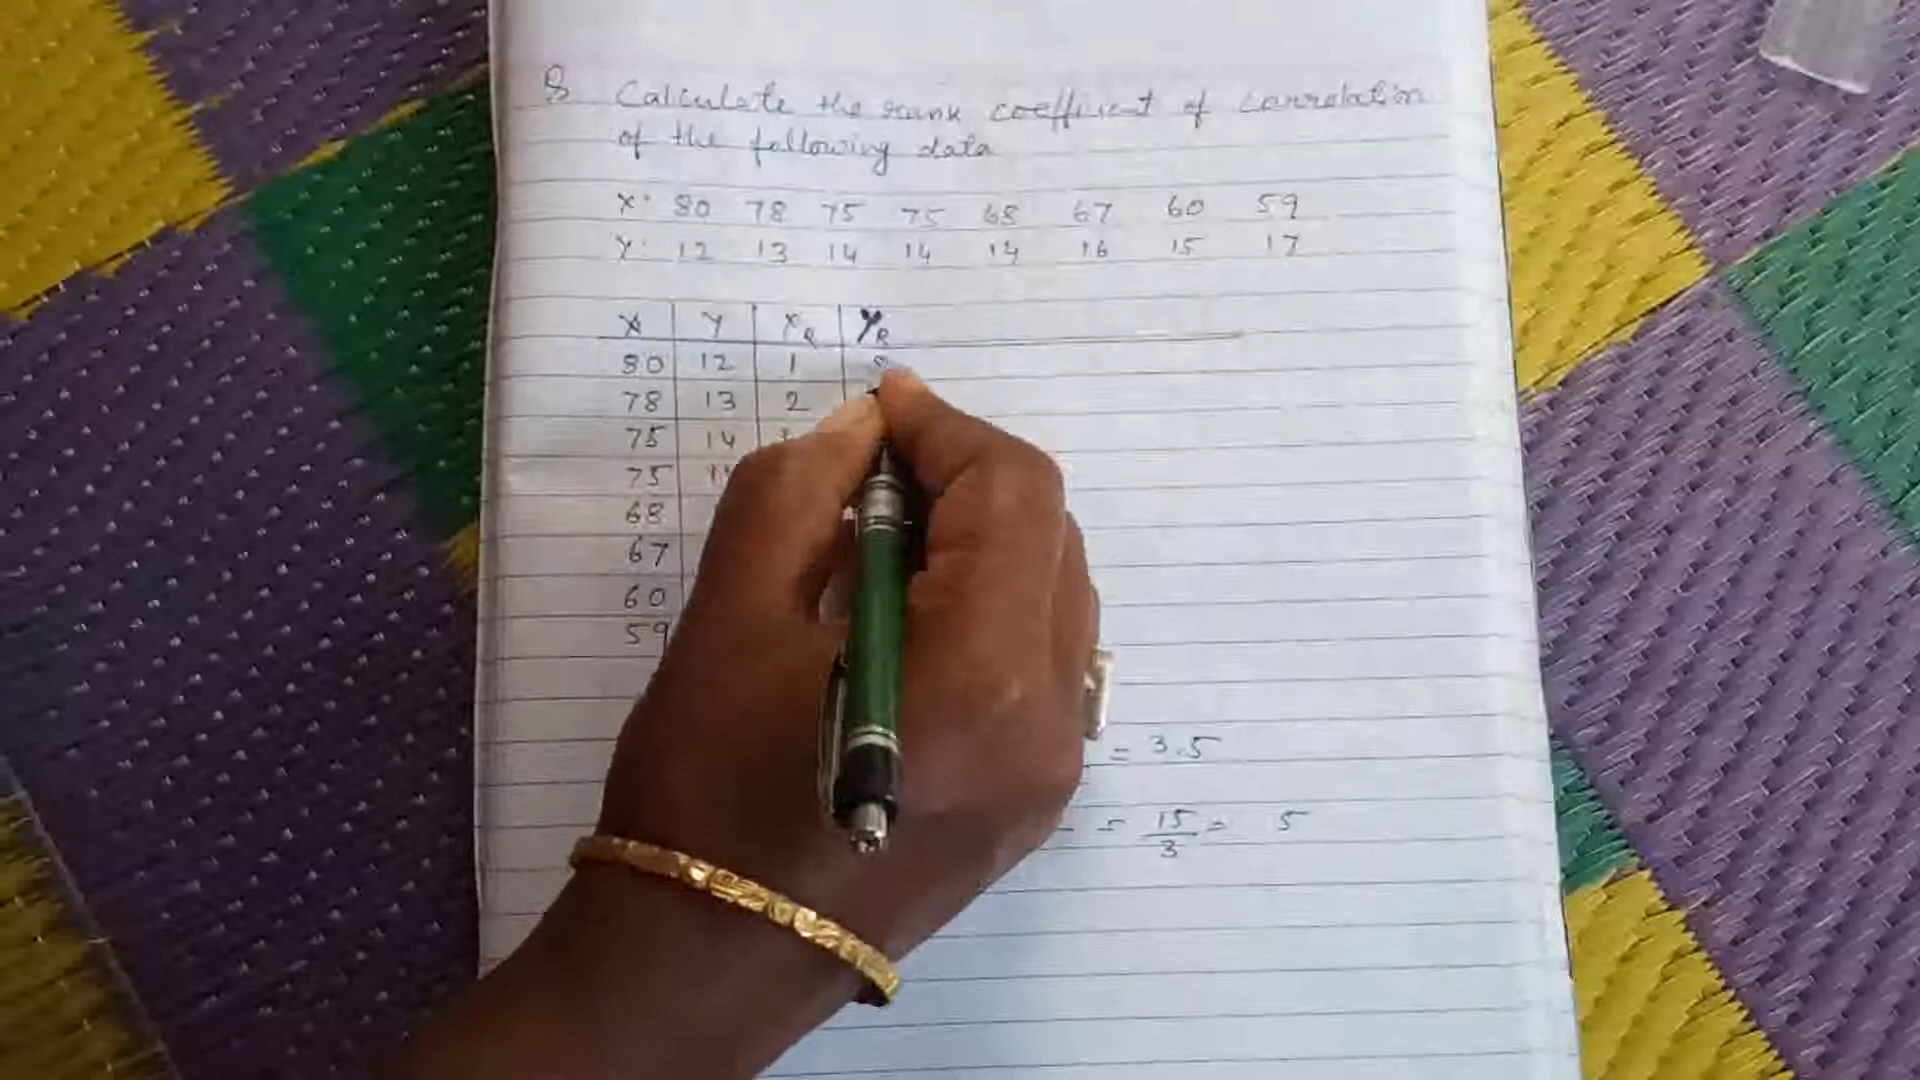 Q Calculate the rank coefficient of correlation
of the following data
X: 80 78 75 75 68 67 60 59
Y: 12 13 14 14 14 16 15 17
X Y XR YR
80 12 1 8
78 13 2
75 14
75
68
67
60
59
= 3.5
= 15/3 = 5